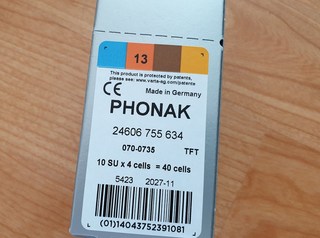 13
This product is protected by patents,
please see: www.varta-ag.com/patents
CE Made in Germany
PHONAK
24606 755 634
070-0735 TFT
10 SU x 4 cells = 40 cells
5423 2027-11
(01)14043752391081